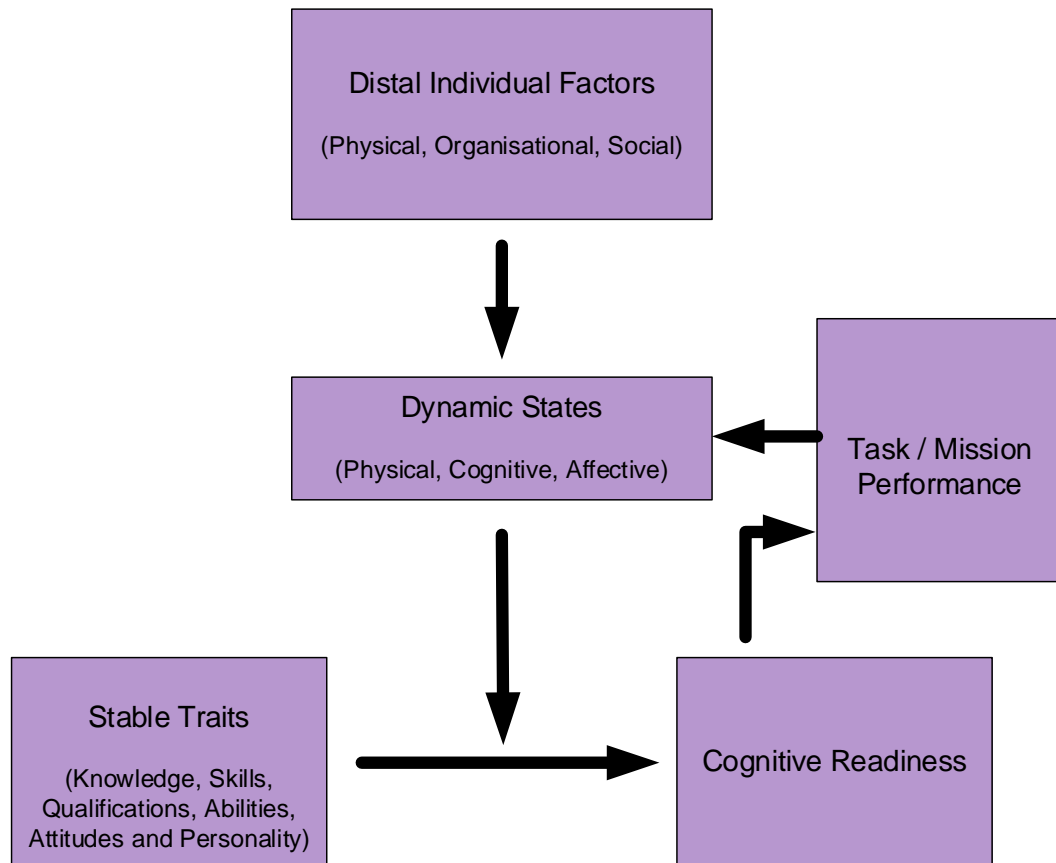 Distal Individual Factors
(Physical, Organisational, Social)
Dynamic States
(Physical, Cognitive, Affective)
Task / Mission
Performance
Stable Traits
(Knowledge, Skills,
Qualifications, Abilities,
Attitudes and Personality)
Cognitive Readiness